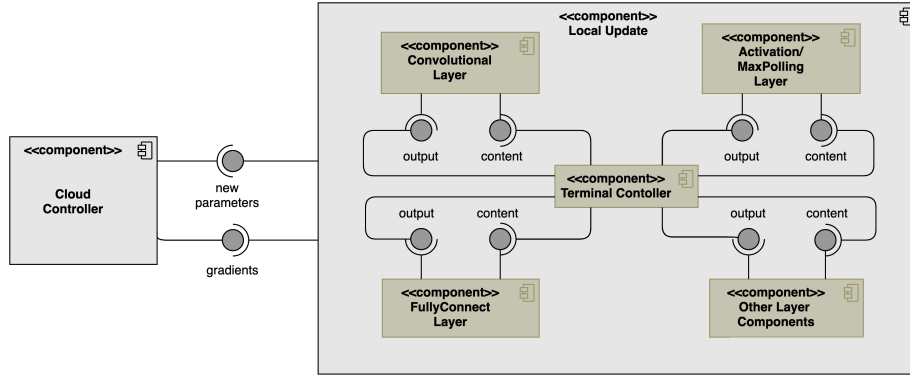 <<component>>
Local Update
<<component>>
Convolutional
Layer
<<component>>
Activation/
MaxPolling
Layer
output
content
output
content
<<component>>
Cloud
Controller
new
parameters
gradients
<<component>>
Terminal Contoller
output
content
output
content
<<component>>
FullyConnect
Layer
<<component>>
Other Layer
Components